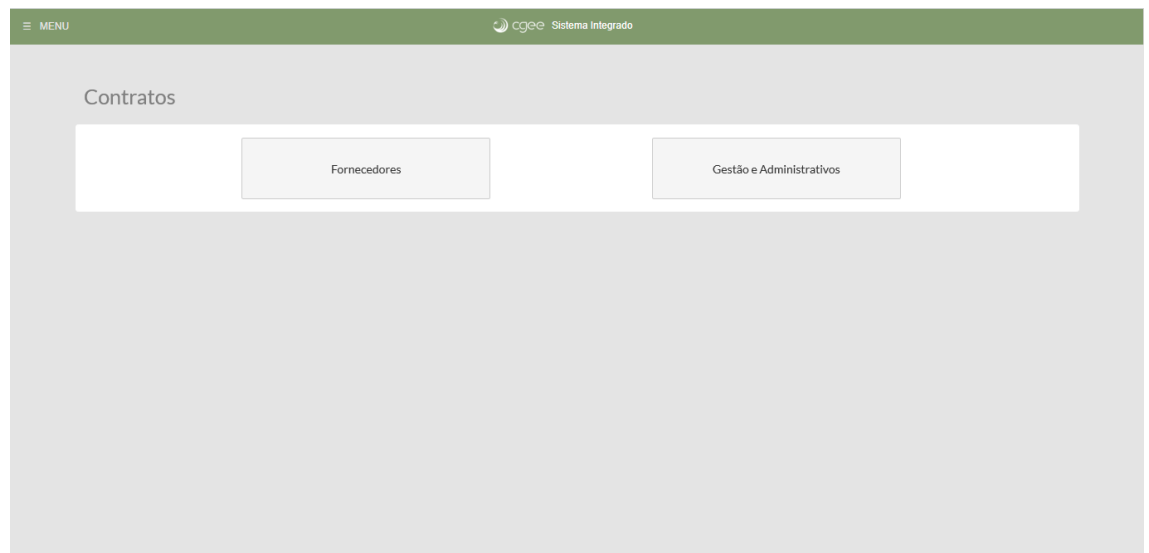 ☰ MENU
cgee Sistema Integrado
Contratos
Fornecedores
Gestão e Administrativos